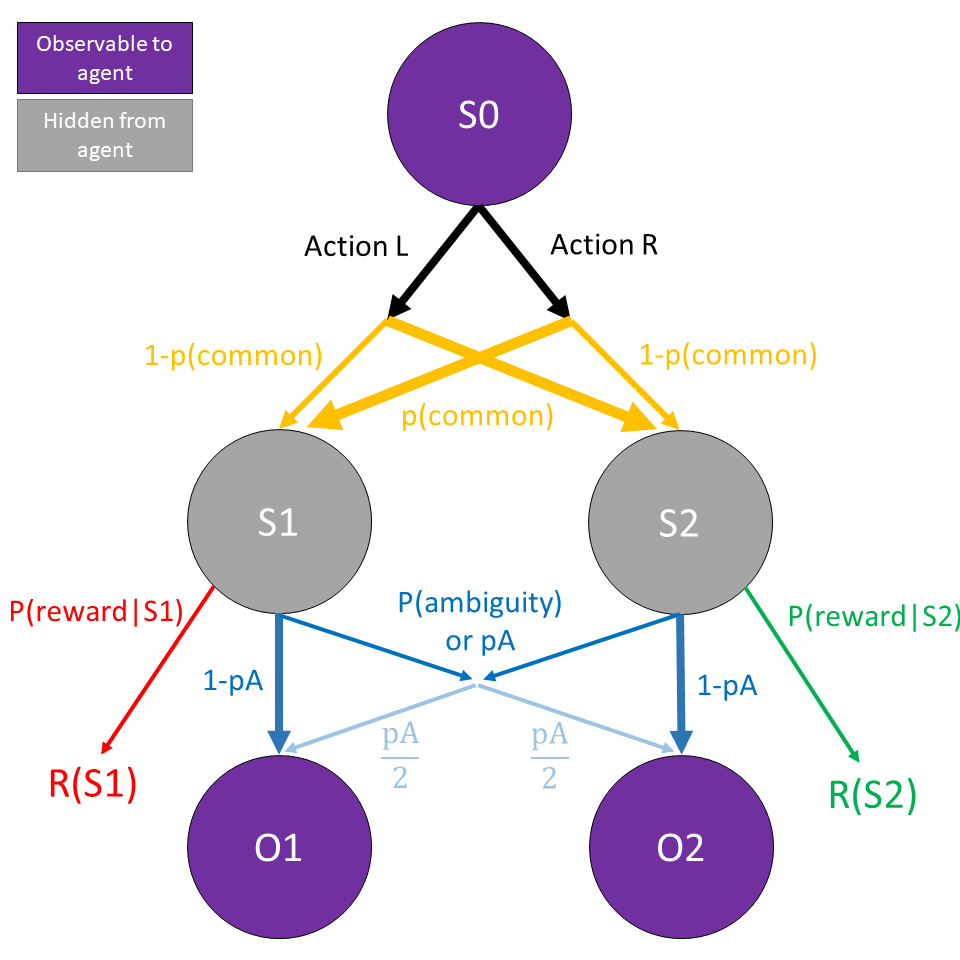 Observable to
agent
Hidden from
agent
S0
Action L
Action R
1-p(common)
1-p(common)
p(common)
S1
S2
P(reward|S1)
P(ambiguity)
or pA
P(reward|S2)
1-pA
1-pA
pA
2
pA
2
R(S1)
R(S2)
O1
O2